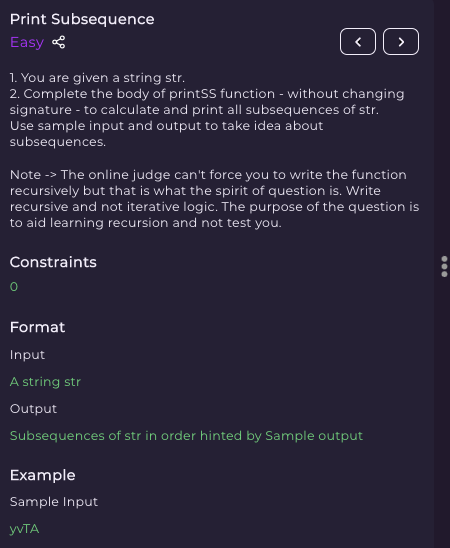 Print Subsequence
Easy
1. You are given a string str.
2. Complete the body of printSS function - without changing
signature - to calculate and print all subsequences of str.
Use sample input and output to take idea about
subsequences.
Note -> The online judge can't force you to write the function
recursively but that is what the spirit of question is. Write
recursive and not iterative logic. The purpose of the question is
to aid learning recursion and not test you.
Constraints
0
Format
Input
A string str
Output
Subsequences of str in order hinted by Sample output
Example
Sample Input
yvTA